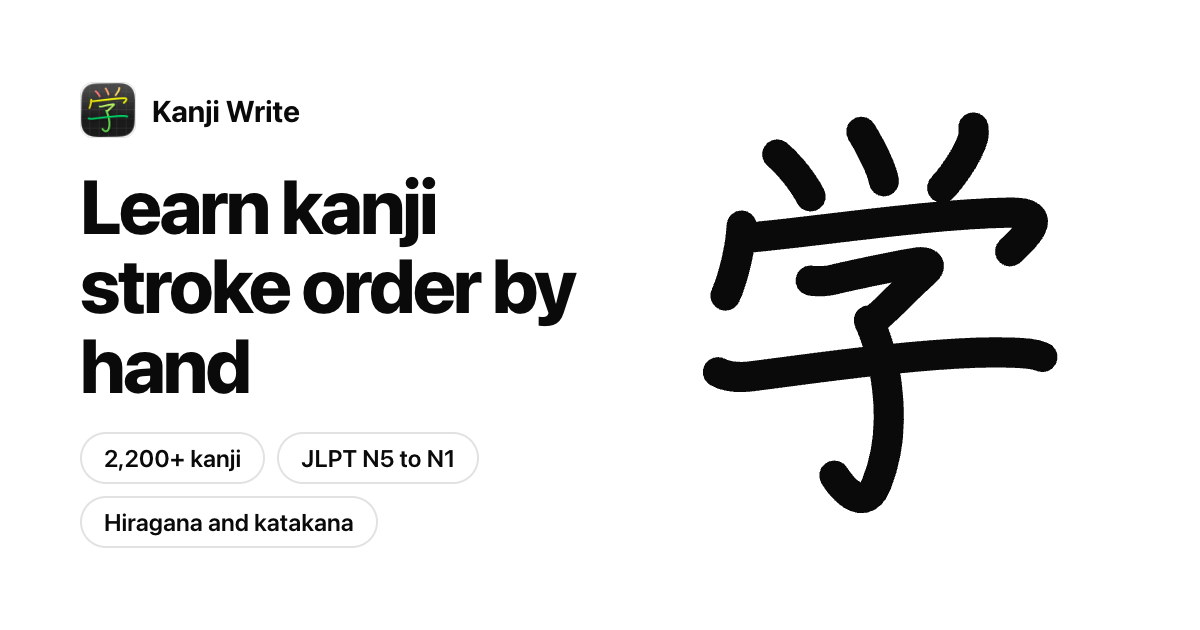 学
Kanji Write
Learn kanji
stroke order by
hand
2,200+ kanji
JLPT N5 to N1
Hiragana and katakana
学